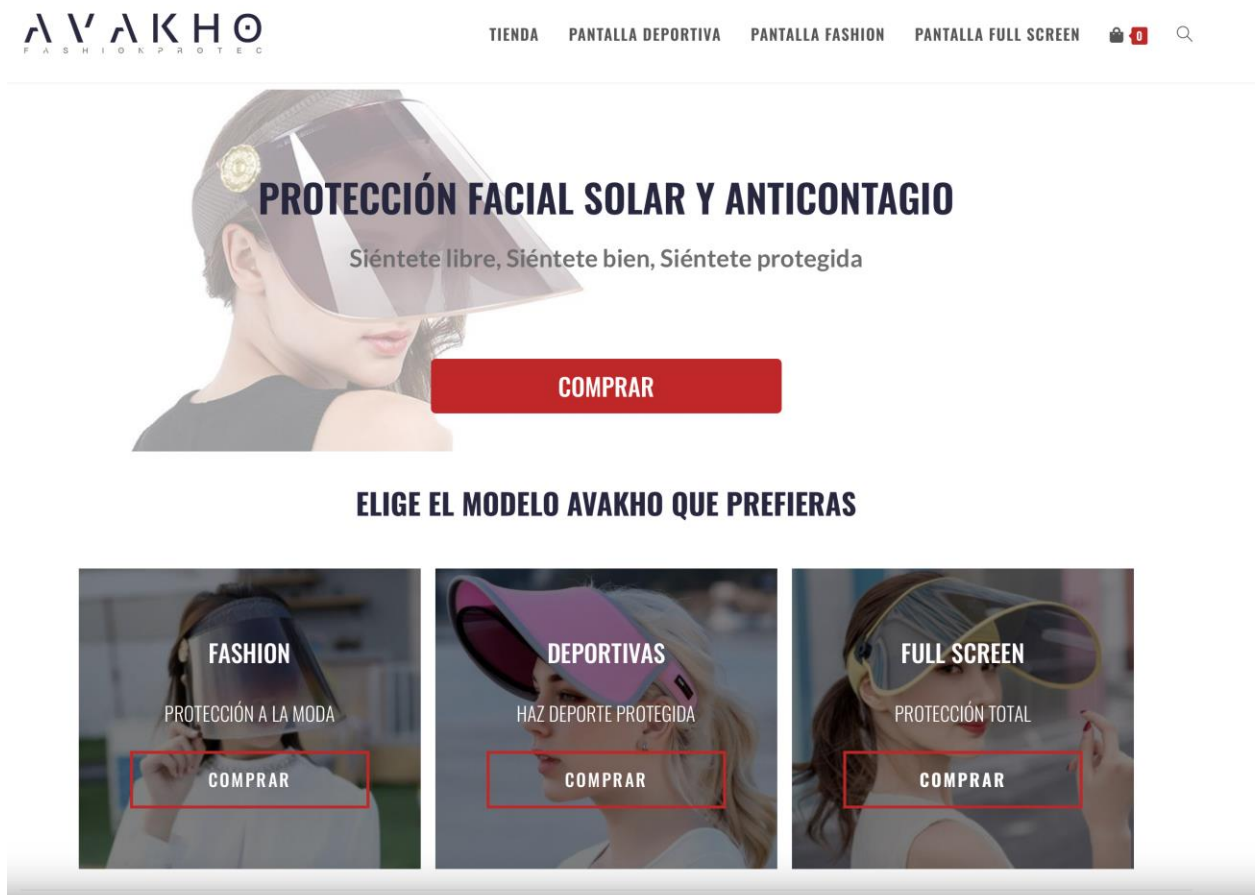 AVAKHO
FASHIONPROTEC
TIENDA PANTALLA DEPORTIVA PANTALLA FASHION PANTALLA FULL SCREEN 0
PROTECCIÓN FACIAL SOLAR Y ANTICONTAGIO
Siéntete libre, Siéntete bien, Siéntete protegida
COMPRAR
ELIGE EL MODELO AVAKHO QUE PREFIERAS
FASHION
PROTECCIÓN A LA MODA
COMPRAR
DEPORTIVAS
HAZ DEPORTE PROTEGIDA
COMPRAR
FULL SCREEN
PROTECCIÓN TOTAL
COMPRAR